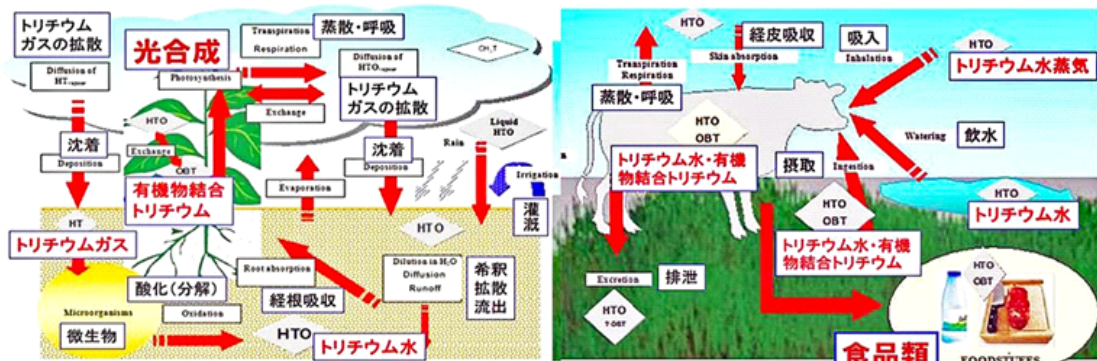 トリチウム
ガスの拡散
Diffusion of
HTvapour
沈着
Deposition
HT
トリチウムガス
Microorganisms
微生物
光合成
Photosynthesis
Transpiration
Respiration
蒸散・呼吸
Diffusion of
HTOvapour
トリチウム
ガスの拡散
Exchange
沈着
Deposition
CH₃T
HTO
Exchange
OBT
有機物結合
トリチウム
Evaporation
Rain
Liquid
HTO
Irrigation
灌漑
HTO
Dilution in H₂O
Diffusion
Runoff
希釈
拡散
流出
Root absorption
経根吸収
酸化(分解)
Oxidation
HTO
トリチウム水
HTO
Transpiration
Respiration
蒸散・呼吸
経皮吸収
Skin absorption
吸入
Inhalation
HTO
トリチウム水蒸気
HTO
OBT
トリチウム水・有機
物結合トリチウム
摂取
Ingestion
Watering
飲水
HTO
トリチウム水
HTO
OBT
トリチウム水・有機
物結合トリチウム
Excretion
排泄
HTO
HTO
OBT
食品類
FOODSTUFFS